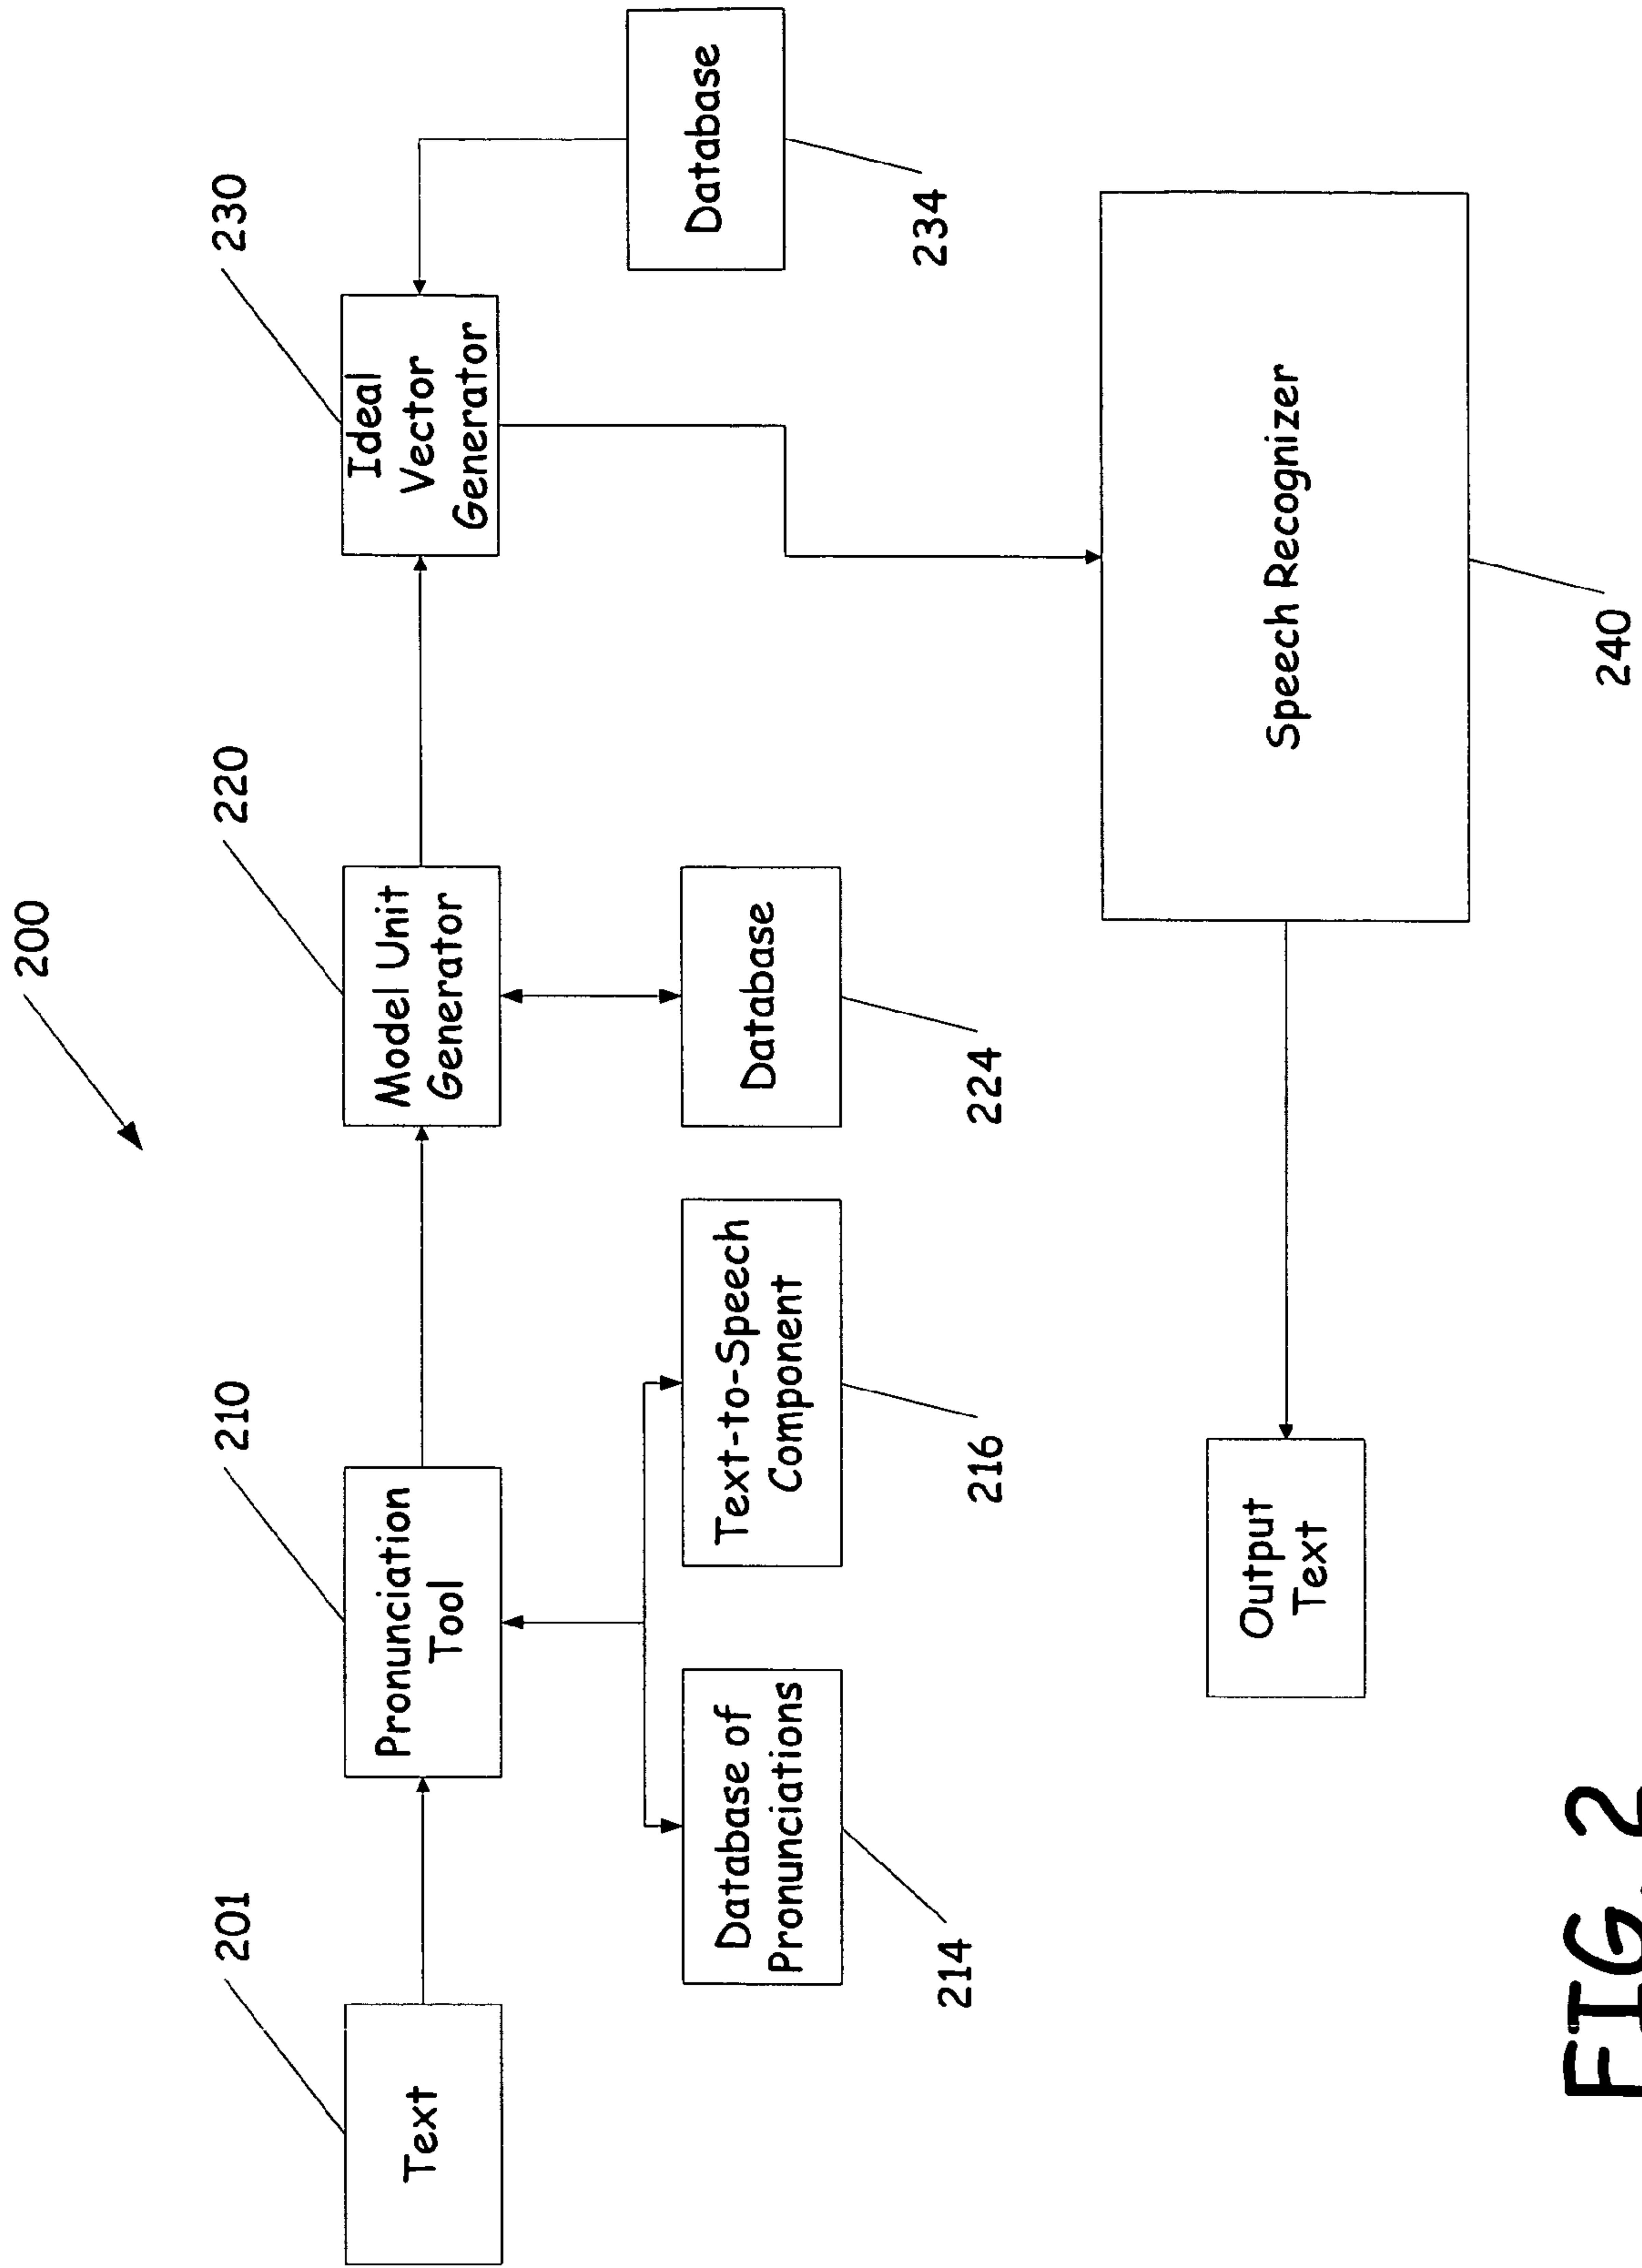 200
201
210
220
230
Text
Pronunciation
Tool
Model Unit
Generator
Ideal
Vector
Generator
Database of
Pronunciations
Text-to-Speech
Component
Database
Database
214
216
224
234
Output
Text
Speech Recognizer
240
FIG. 2